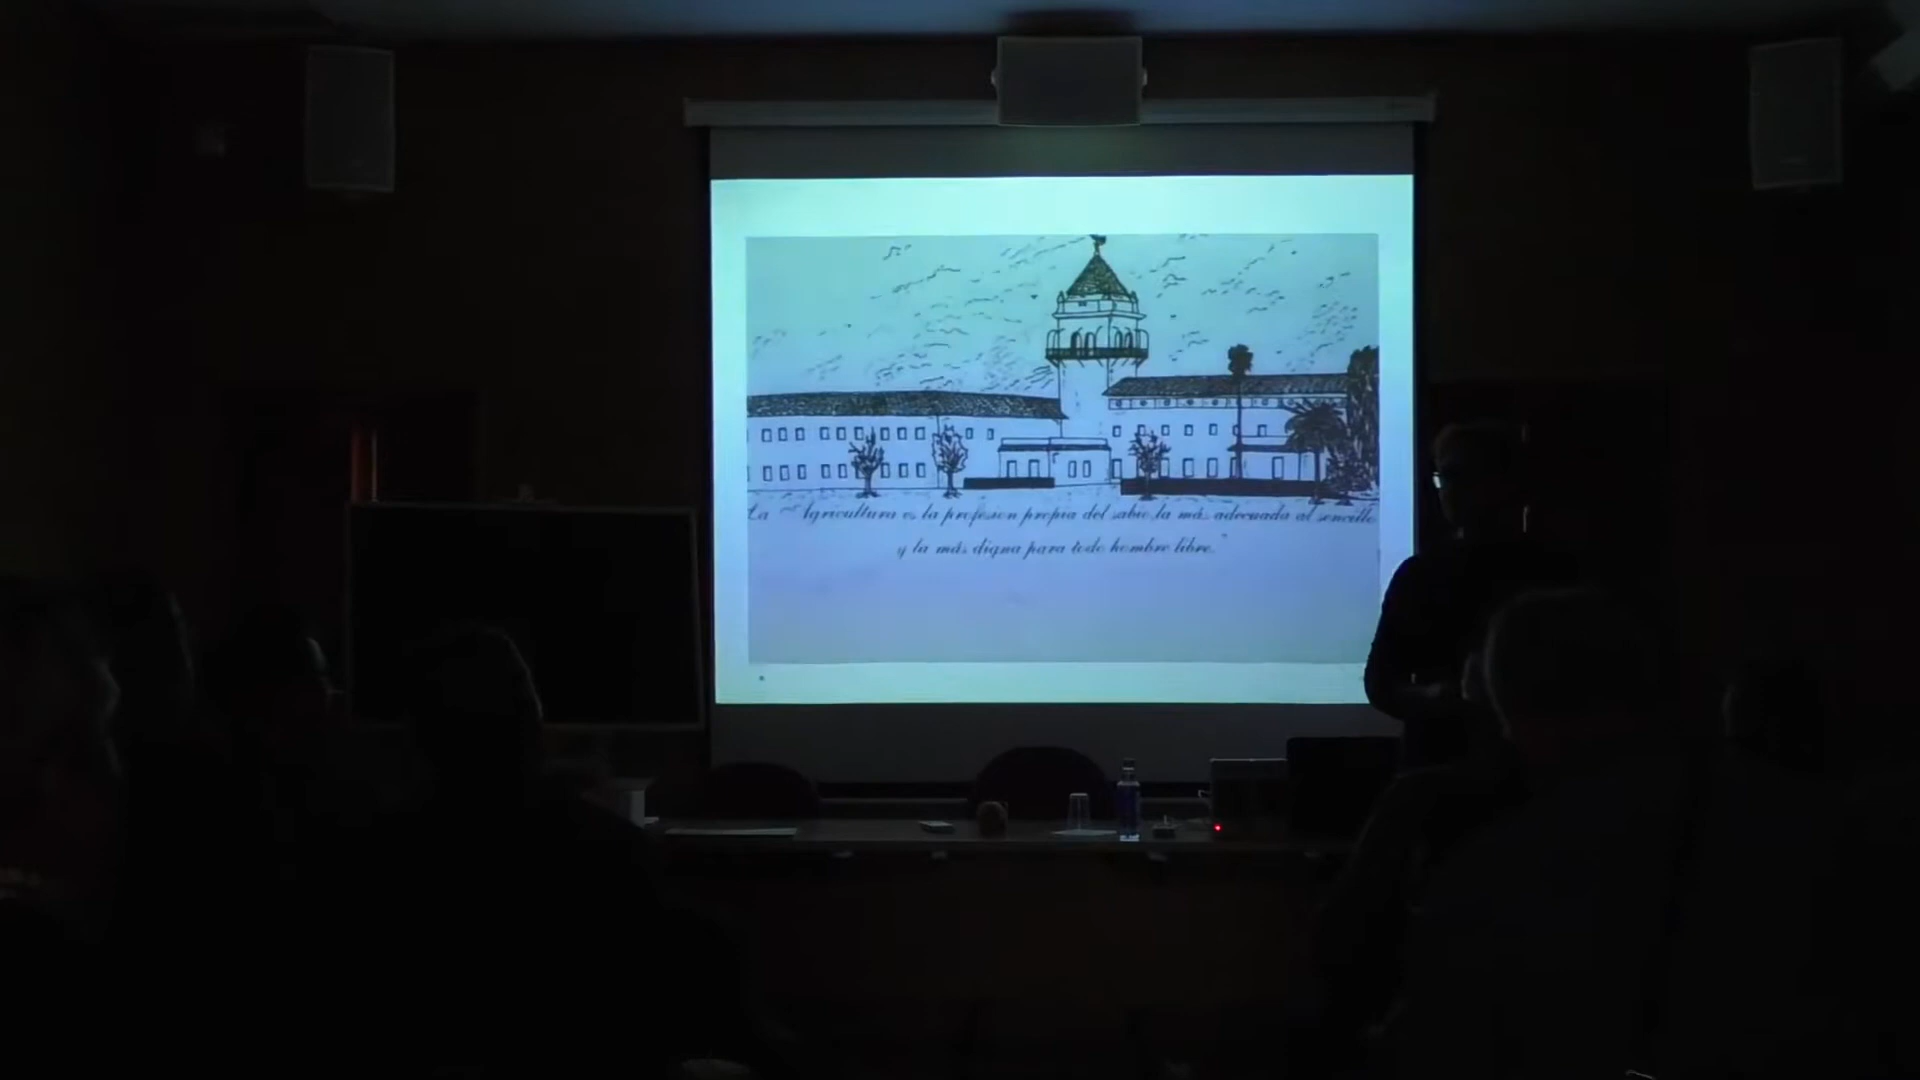 La Agricultura es la profesion propia del sabio, la más adecuada al sencillo
y la más digna para todo hombre libre."